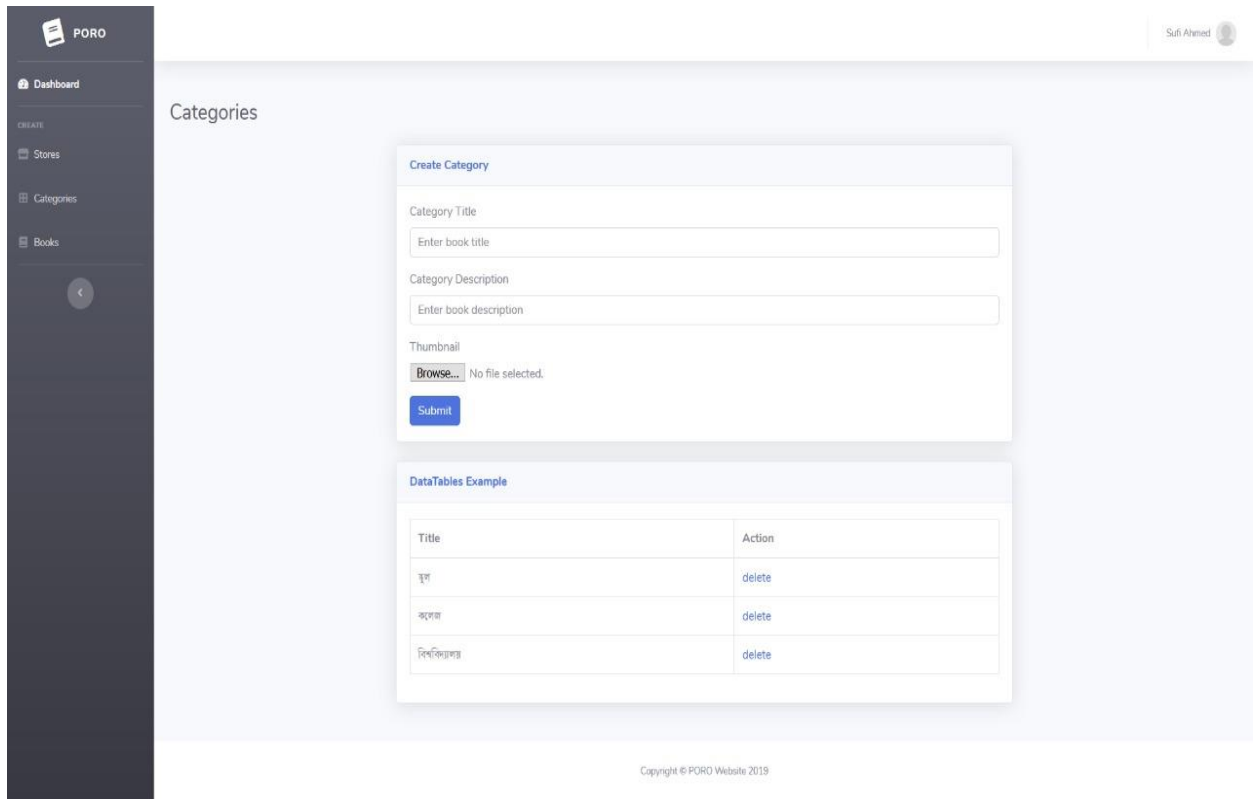 PORO
Sufi Ahmed
Dashboard
Categories
CREATE
Stores
Categories
Books
Create Category
Category Title
Enter book title
Category Description
Enter book description
Thumbnail
Browse... No file selected.
Submit
DataTables Example
Title Action
স্কুল delete
কলেজ delete
বিশ্ববিদ্যালয় delete
Copyright © PORO Website 2019